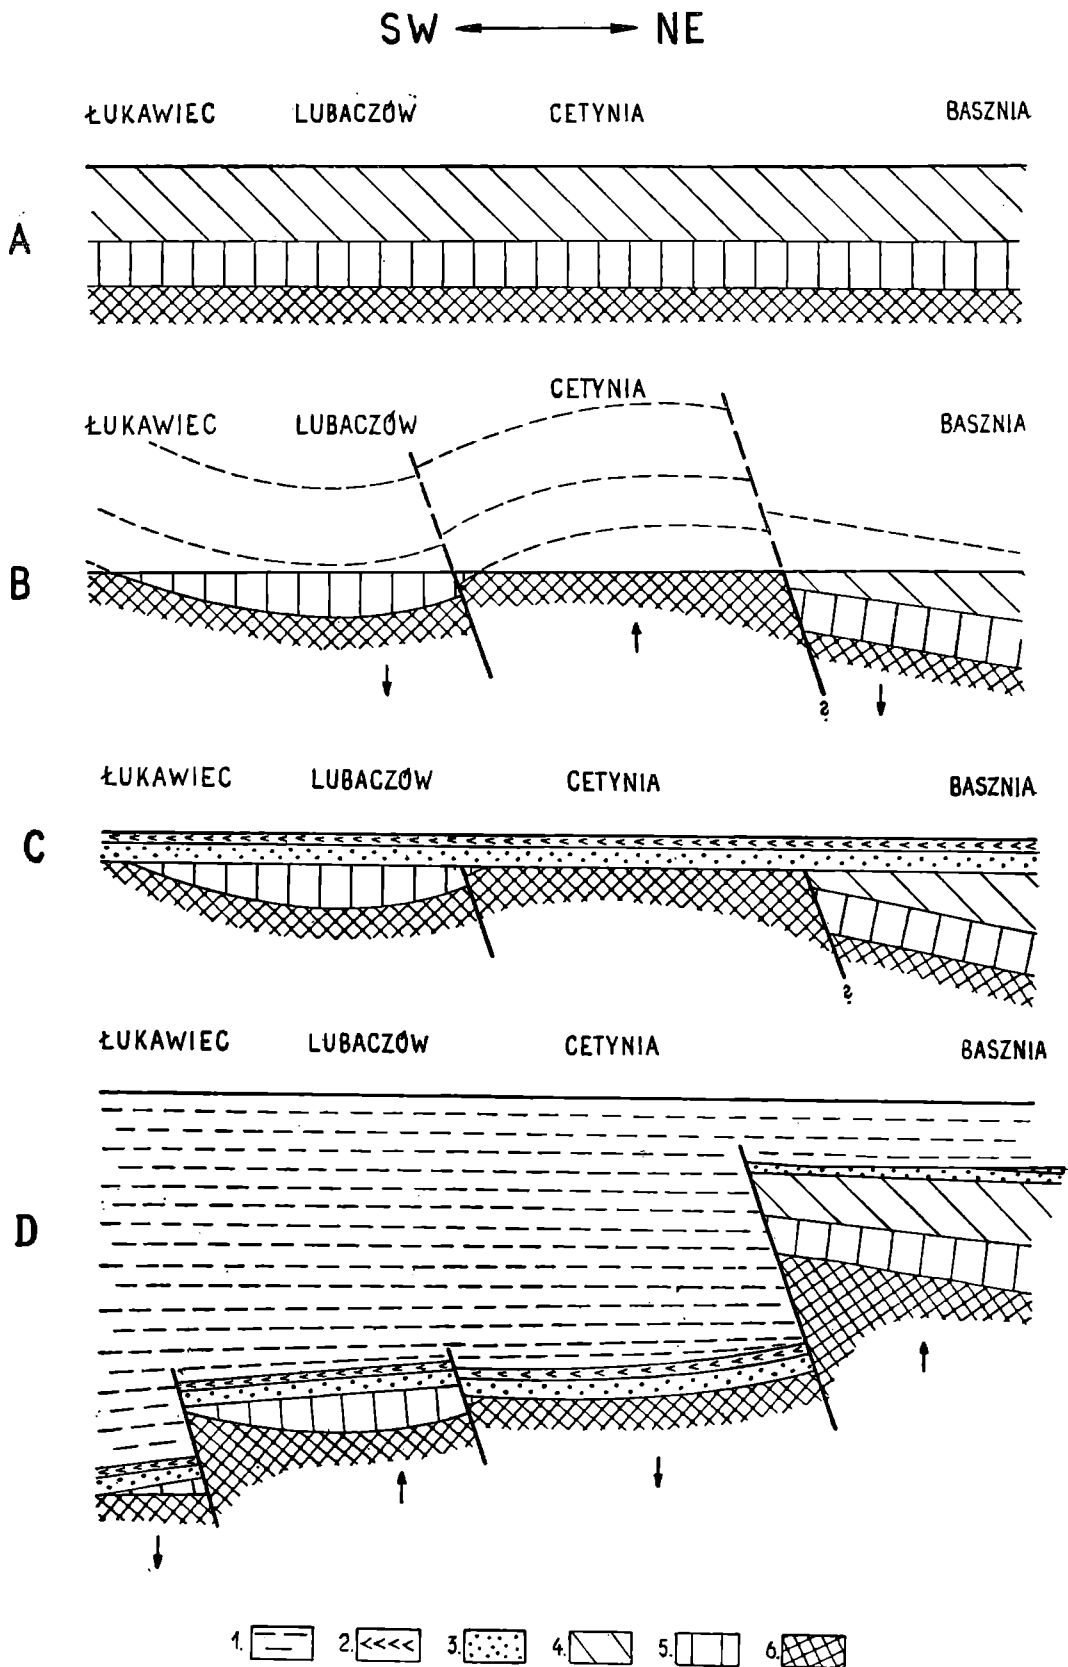 SW NE
ŁUKAWIEC LUBACZÓW CETYNIA BASZNIA
A
CETYNIA
ŁUKAWIEC LUBACZÓW BASZNIA
B
?
ŁUKAWIEC LUBACZÓW CETYNIA BASZNIA
C
?
ŁUKAWIEC LUBACZÓW CETYNIA BASZNIA
D
1. 2. 3. 4. 5. 6.